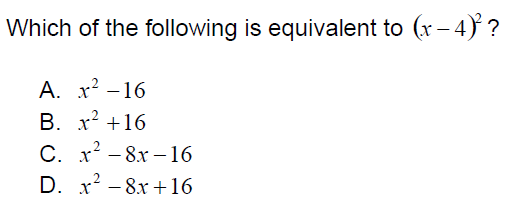 Which of the following is equivalent to (x – 4)² ?
A. x² – 16
B. x² + 16
C. x² – 8x – 16
D. x² – 8x + 16